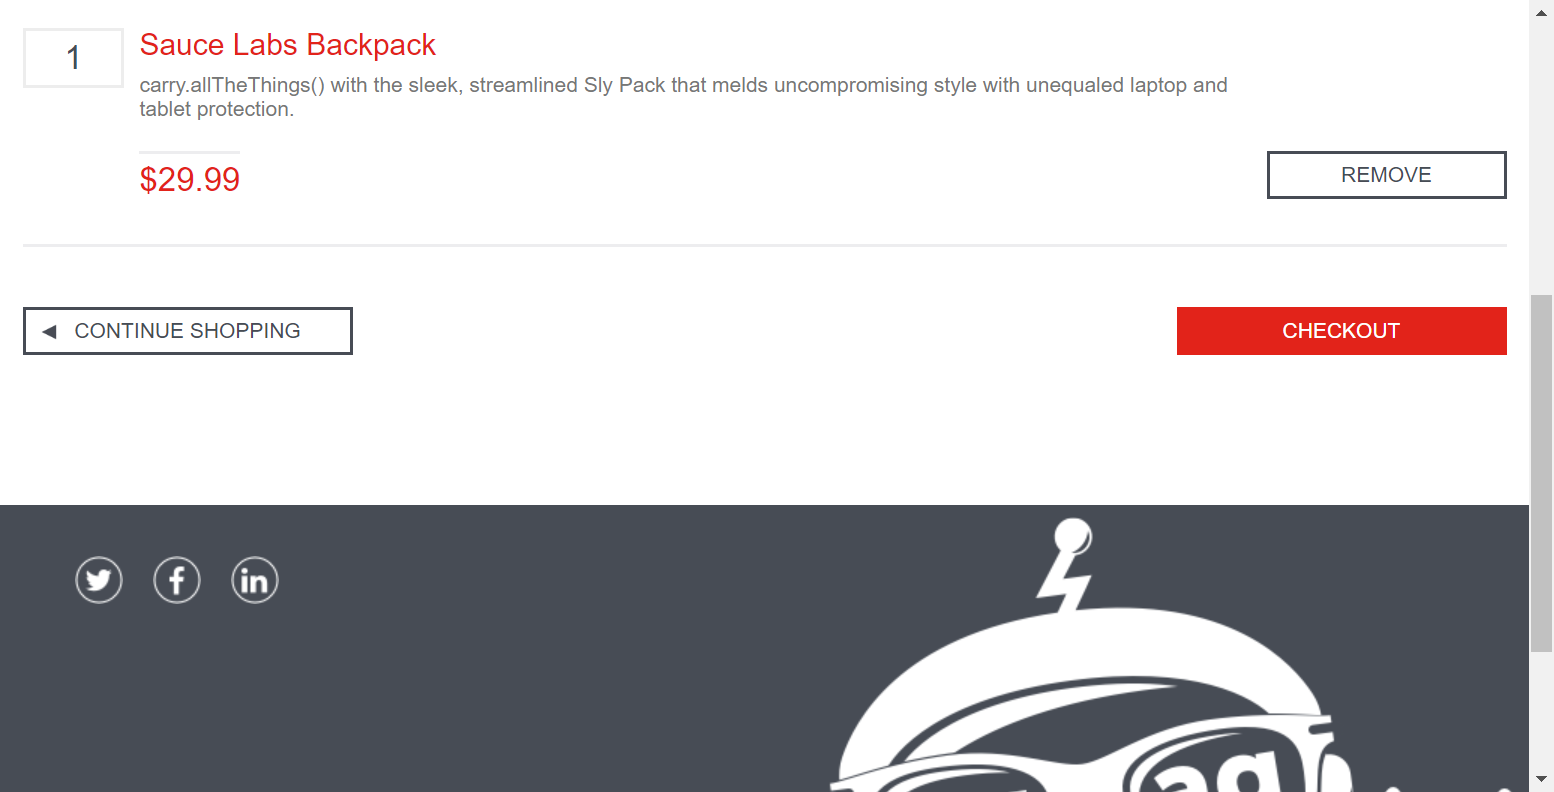 1
Sauce Labs Backpack
carry.allTheThings() with the sleek, streamlined Sly Pack that melds uncompromising style with unequaled laptop and
tablet protection.
$29.99
REMOVE
CONTINUE SHOPPING
CHECKOUT